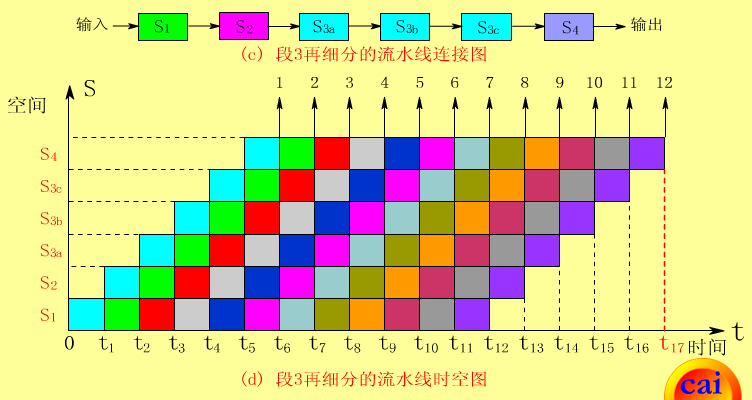 输入 S1 S2 S3a S3b S3c S4 输出
(c) 段3再细分的流水线连接图
S 1 2 3 4 5 6 7 8 9 10 11 12
空间
S4
S3c
S3b
S3a
S2
S1
t
0 t1 t2 t3 t4 t5 t6 t7 t8 t9 t10 t11 t12 t13 t14 t15 t16 t17 时间
(d) 段3再细分的流水线时空图
cai